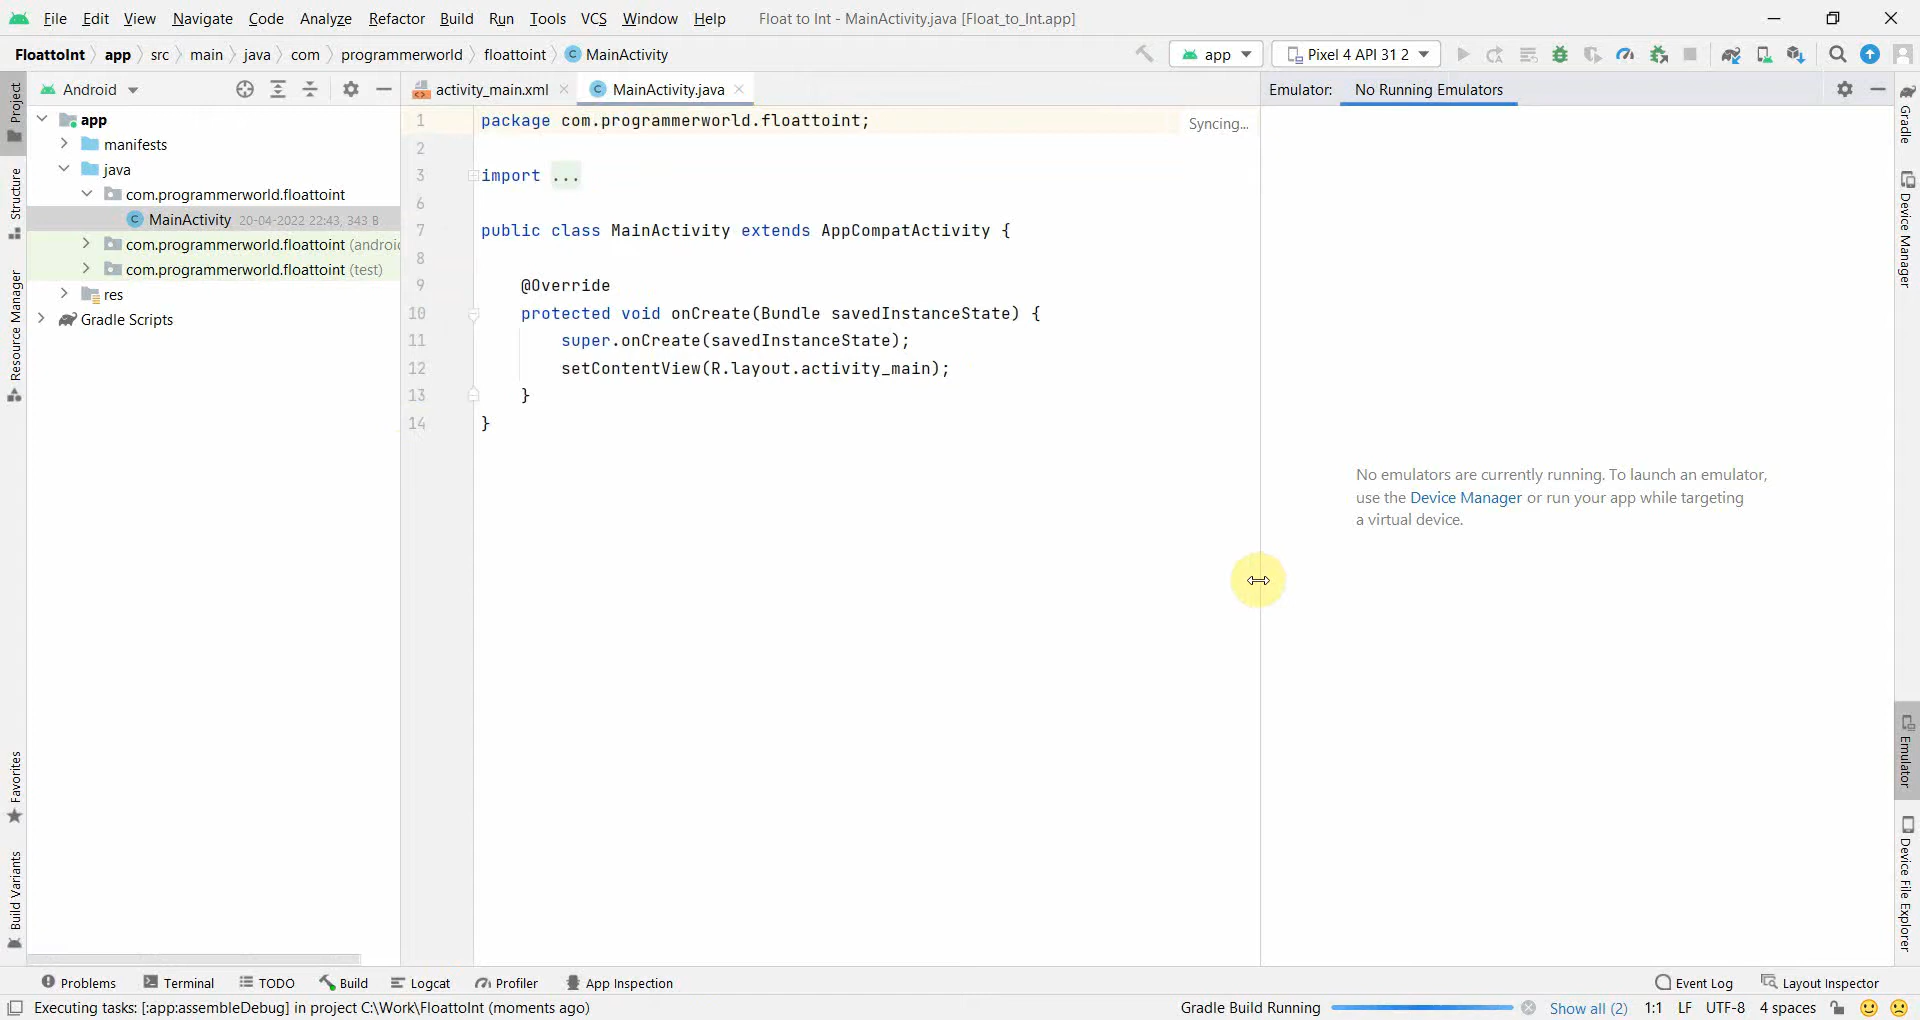 File Edit View Navigate Code Analyze Refactor Build Run Tools VCS Window Help Float to Int - MainActivity.java [Float_to_Int.app]
FloattoInt app src main java com programmerworld floattoint MainActivity app Pixel 4 API 31 2
Project
Structure
Resource Manager
Favorites
Build Variants
Android
app
manifests
java
com.programmerworld.floattoint
MainActivity 20-04-2022 22:43, 343 B
com.programmerworld.floattoint (androi
com.programmerworld.floattoint (test)
res
Gradle Scripts
activity_main.xml MainActivity.java
1 package com.programmerworld.floattoint; Syncing...
2
3 import ...
6
7 public class MainActivity extends AppCompatActivity {
8
9 @Override
10 protected void onCreate(Bundle savedInstanceState) {
11 super.onCreate(savedInstanceState);
12 setContentView(R.layout.activity_main);
13 }
14 }
Emulator: No Running Emulators
No emulators are currently running. To launch an emulator,
use the Device Manager or run your app while targeting
a virtual device.
Gradle
Device Manager
Emulator
Device File Explorer
Problems Terminal TODO Build Logcat Profiler App Inspection Event Log Layout Inspector
Executing tasks: [:app:assembleDebug] in project C:\Work\FloattoInt (moments ago) Gradle Build Running Show all (2) 1:1 LF UTF-8 4 spaces